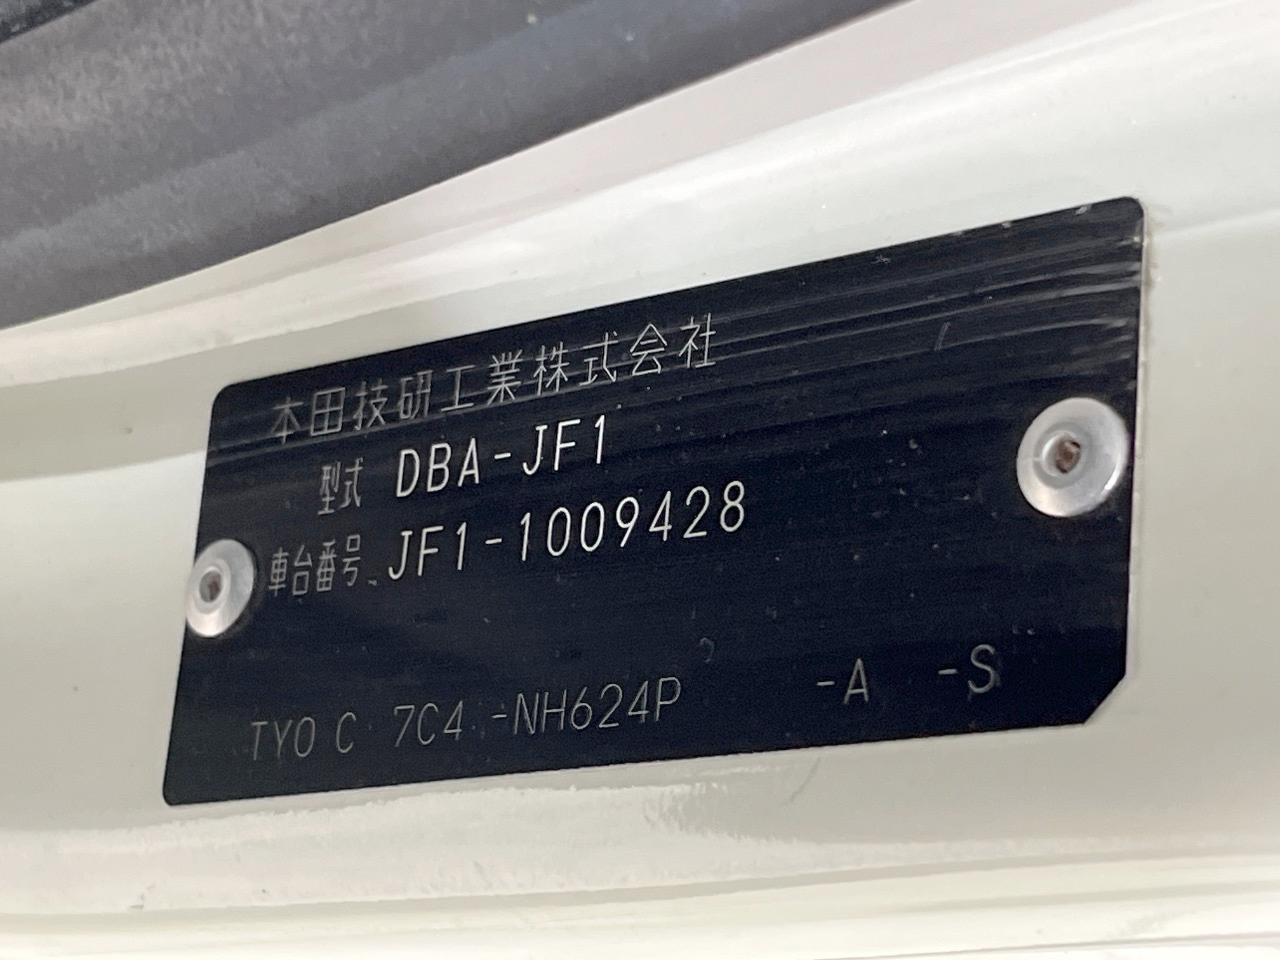 本田技研工業株式会社
型式 DBA-JF1
車台番号 JF1-1009428
TYO C 7C4 -NH624P -A -S